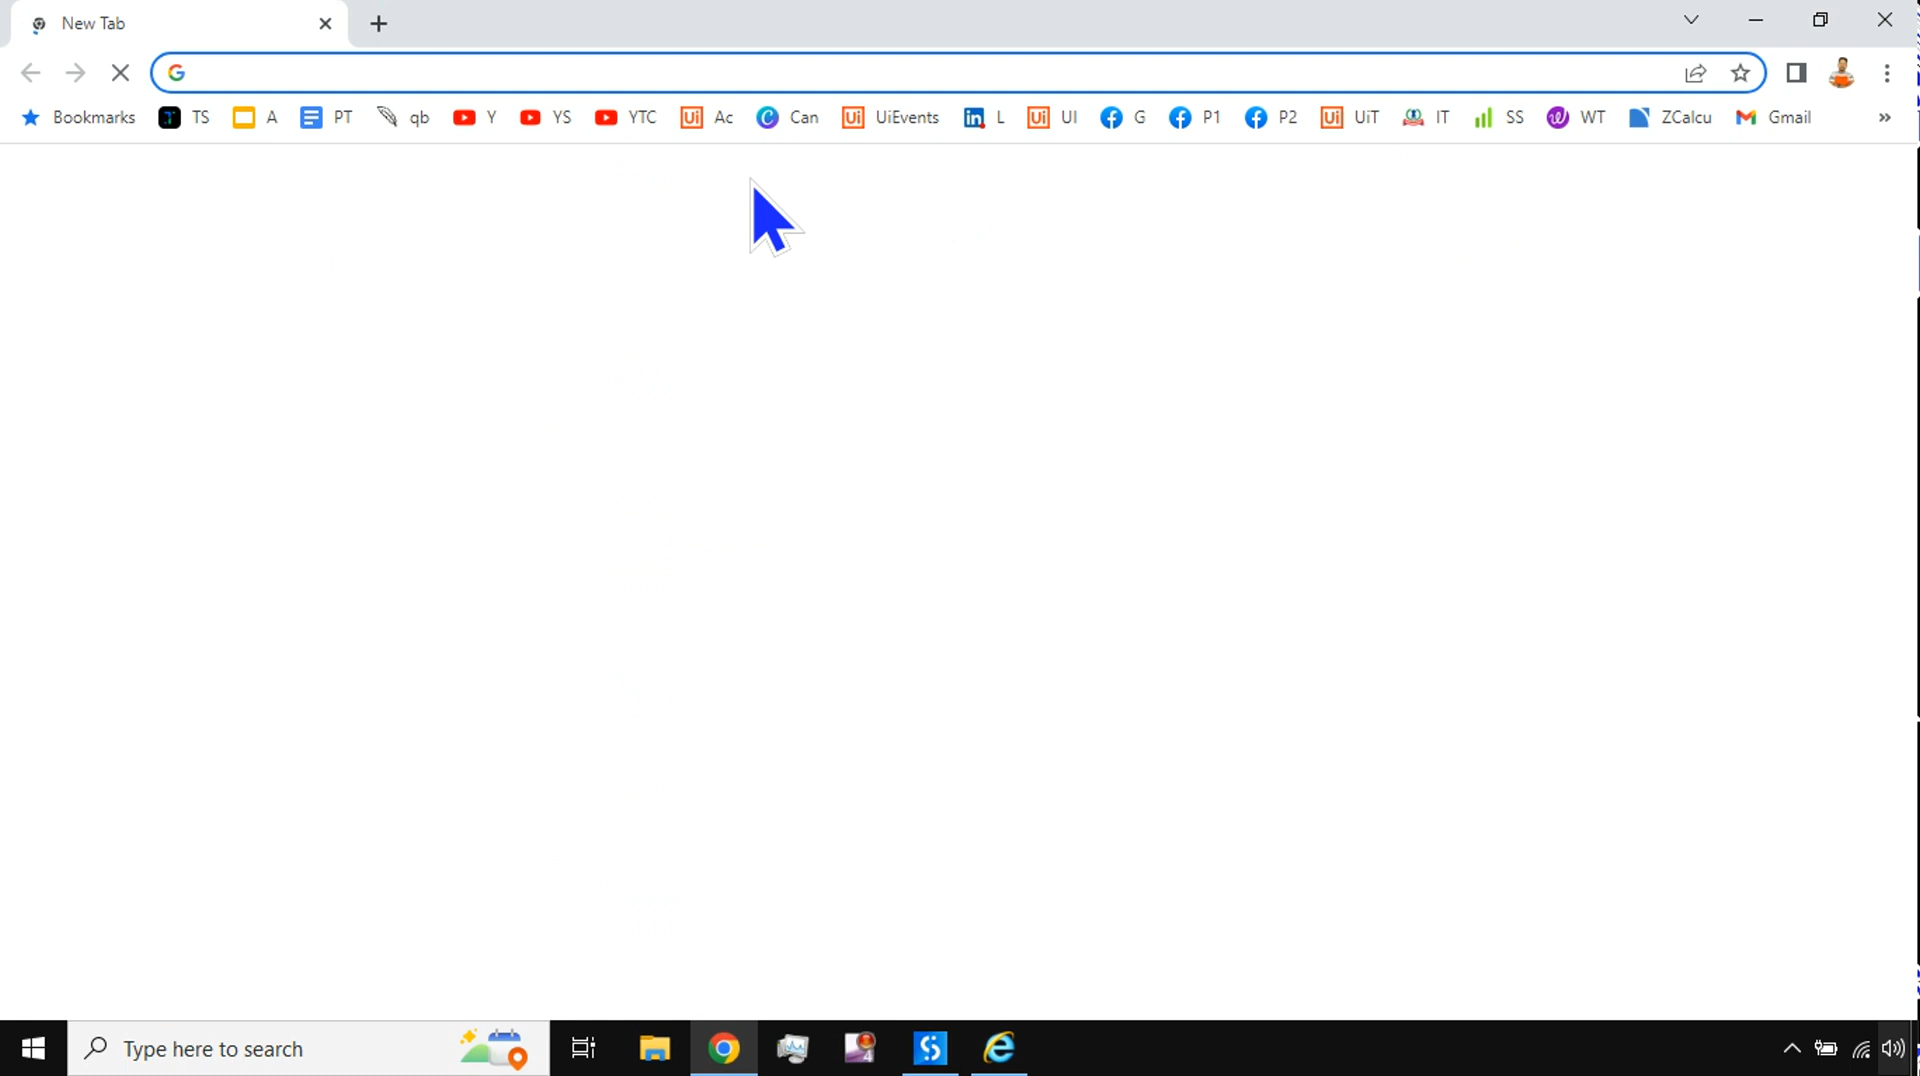 New Tab
Bookmarks TS A PT qb Y YS YTC Ac Can UiEvents L UI G P1 P2 UiT IT SS WT ZCalcu Gmail
Type here to search